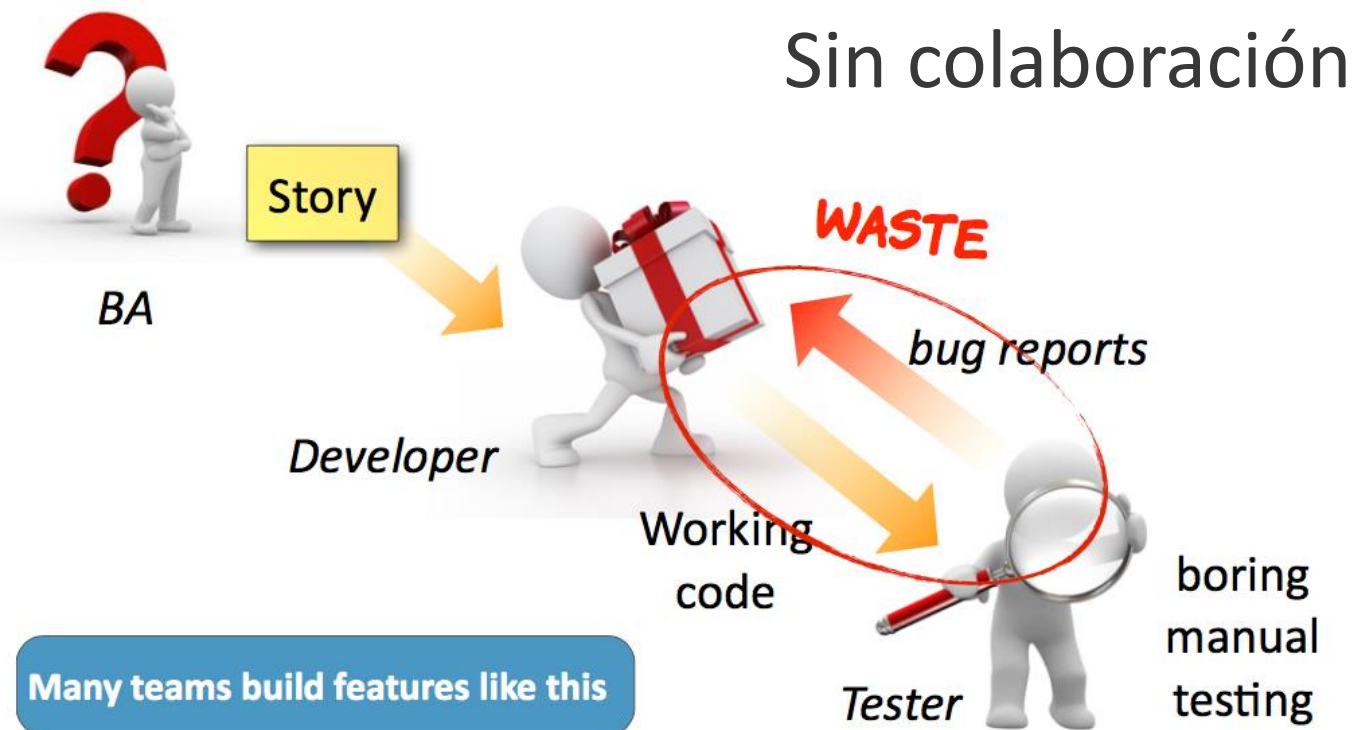 Sin colaboración
Story
BA
WASTE
bug reports
Developer
Working
code
boring
manual
testing
Tester
Many teams build features like this